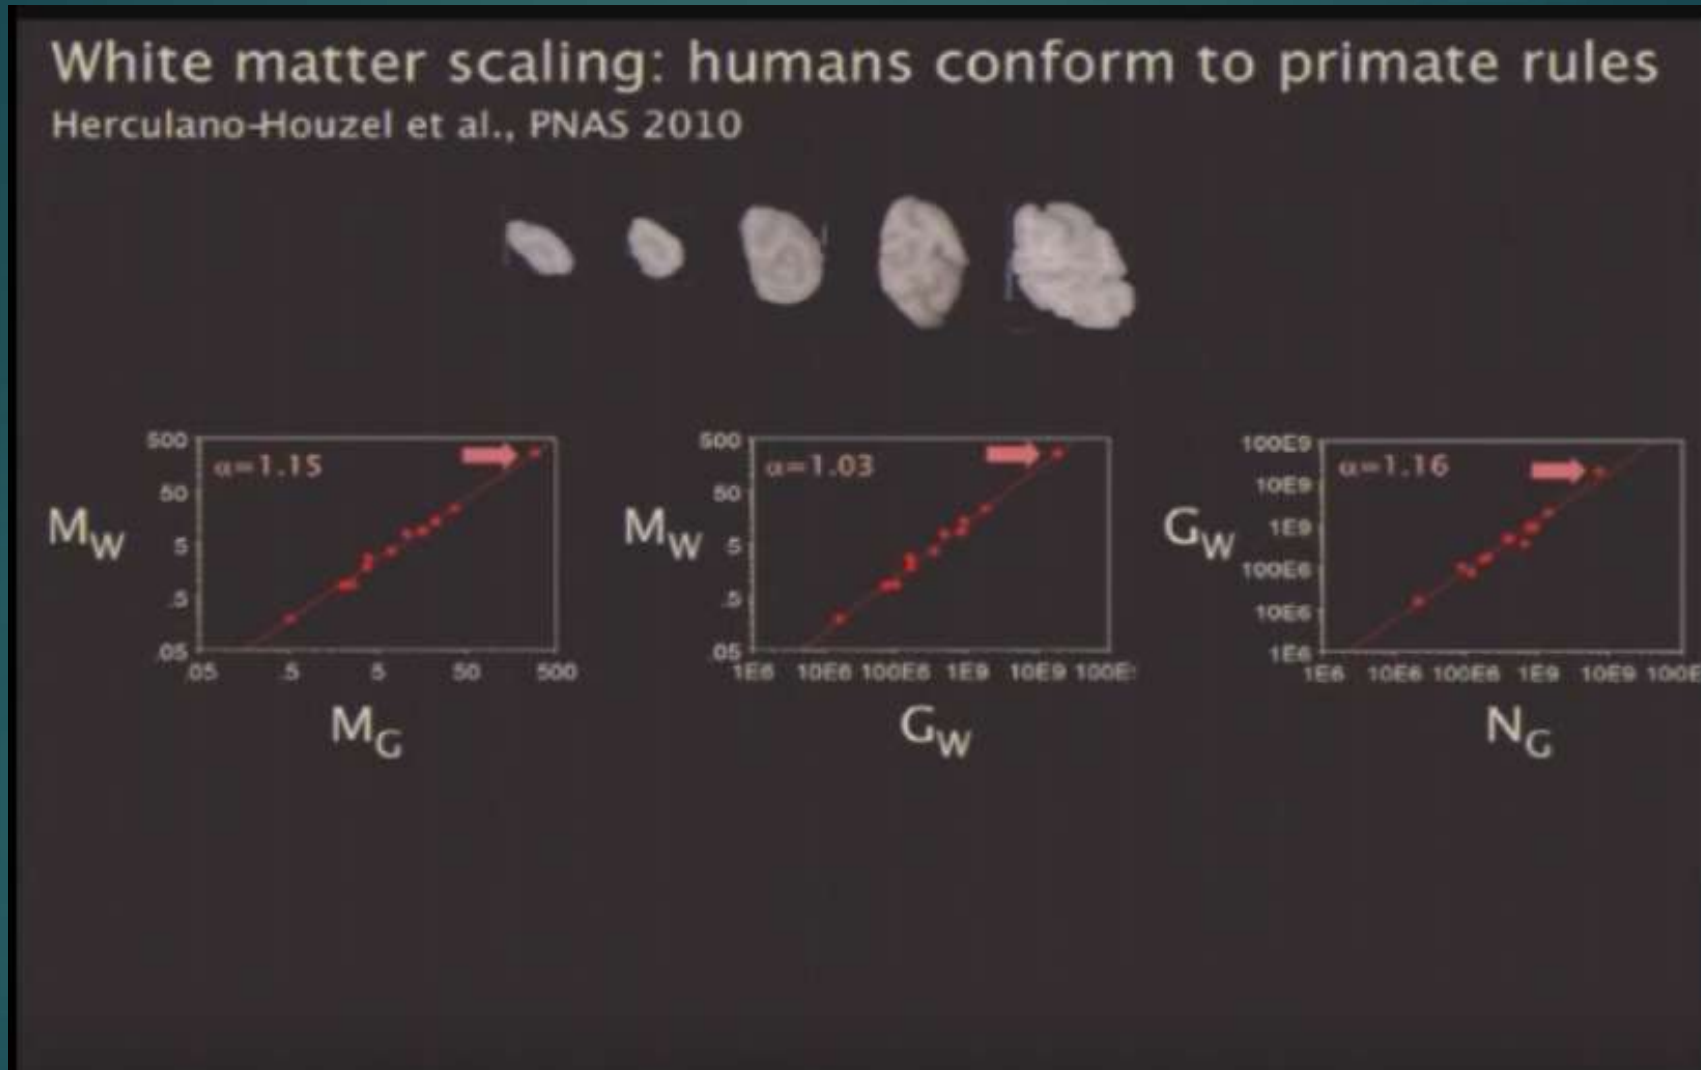 White matter scaling: humans conform to primate rules
Herculano-Houzel et al., PNAS 2010
500
50
5
.5
.05
α=1.15
MW
.05 .5 5 50 500
MG
500
50
5
.5
.05
α=1.03
MW
1E6 10E6 100E6 1E9 10E9 100E9
GW
100E9
10E9
1E9
100E6
10E6
1E6
α=1.16
GW
1E6 10E6 100E6 1E9 10E9 100E
NG